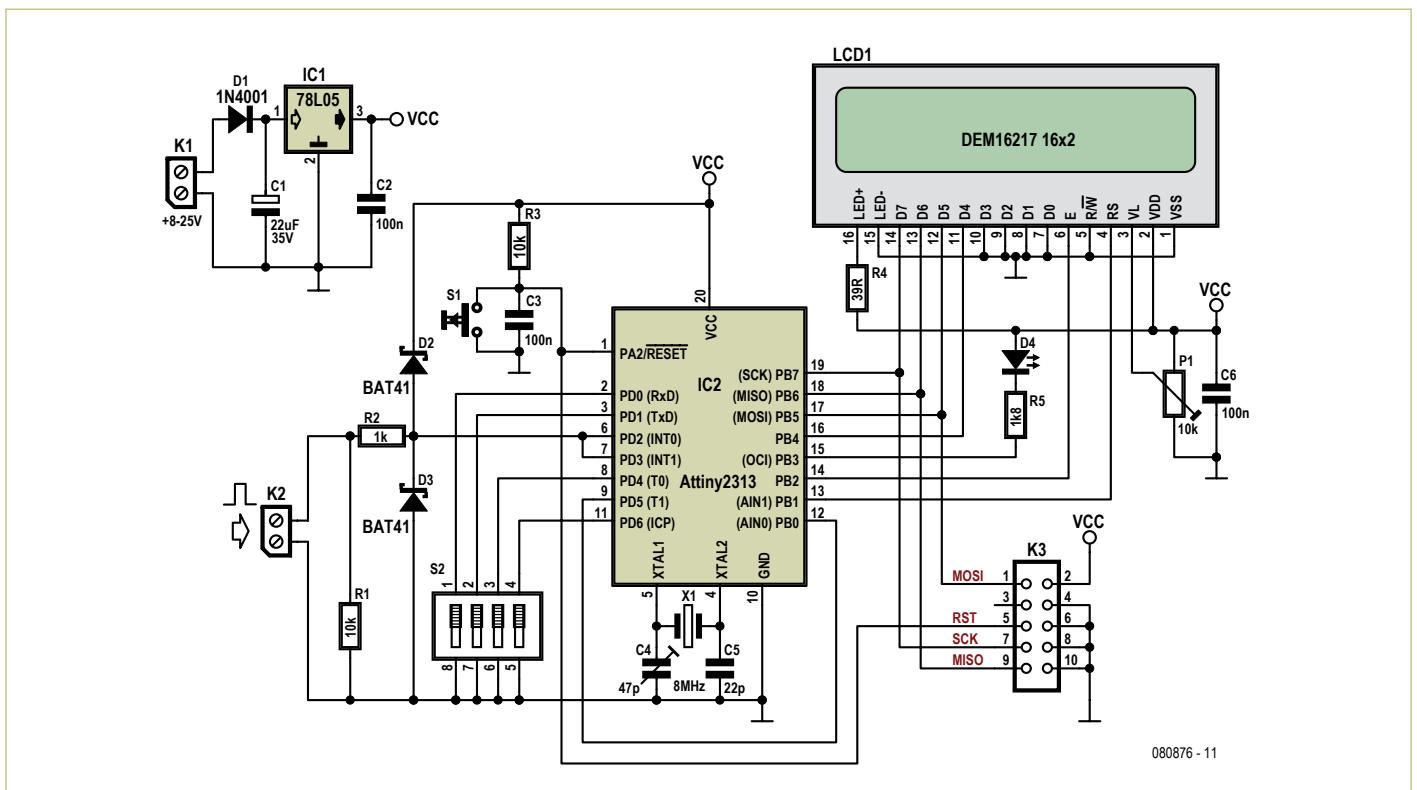 D1
1N4001
IC1
78L05
1
3
2
VCC
K1
+8-25V
C1
22uF
35V
C2
100n
LCD1
DEM16217 16x2
LED+
LED-
D7
D6
D5
D4
D3
D2
D1
D0
E
R/W
RS
VL
VDD
VSS
16
15
14
13
12
11
10
9
8
7
6
5
4
3
2
1
VCC
R3
10k
S1
C3
100n
R4
39R
VCC
D4
R5
1k8
P1
10k
C6
100n
D2
BAT41
R2
1k
D3
BAT41
K2
R1
10k
20
VCC
IC2
Attiny2313
1
PA2/RESET
2
PD0 (RxD)
3
PD1 (TxD)
6
PD2 (INT0)
7
PD3 (INT1)
8
PD4 (T0)
9
PD5 (T1)
11
PD6 (ICP)
(SCK) PB7
19
(MISO) PB6
18
(MOSI) PB5
17
PB4
16
(OCI) PB3
15
PB2
14
(AIN1) PB1
13
(AIN0) PB0
12
XTAL1
XTAL2
GND
5
4
10
S2
1
2
3
4
8
7
6
5
X1
8MHz
C4
47p
C5
22p
VCC
K3
MOSI
1
2
3
4
RST
5
6
SCK
7
8
MISO
9
10
080876 - 11